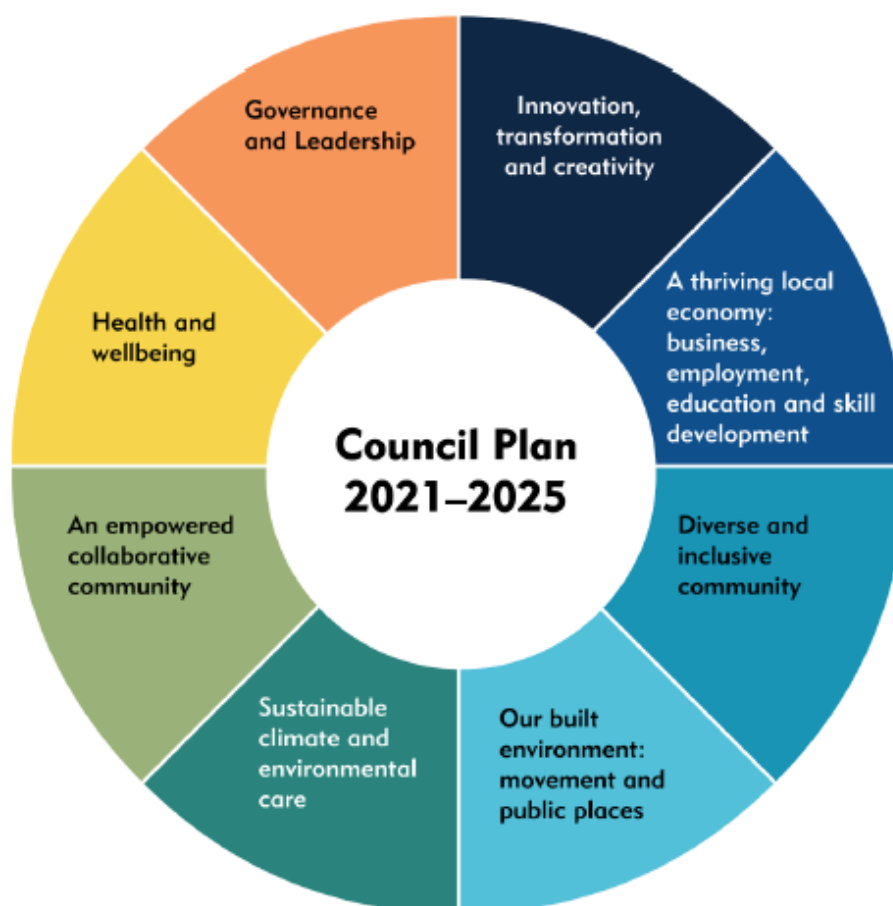 Governance
and Leadership
Innovation,
transformation
and creativity
A thriving local
economy:
business,
employment,
education and skill
development
Diverse and
inclusive
community
Our built
environment:
movement and
public places
Sustainable
climate and
environmental
care
An empowered
collaborative
community
Health and
wellbeing
Council Plan
2021–2025